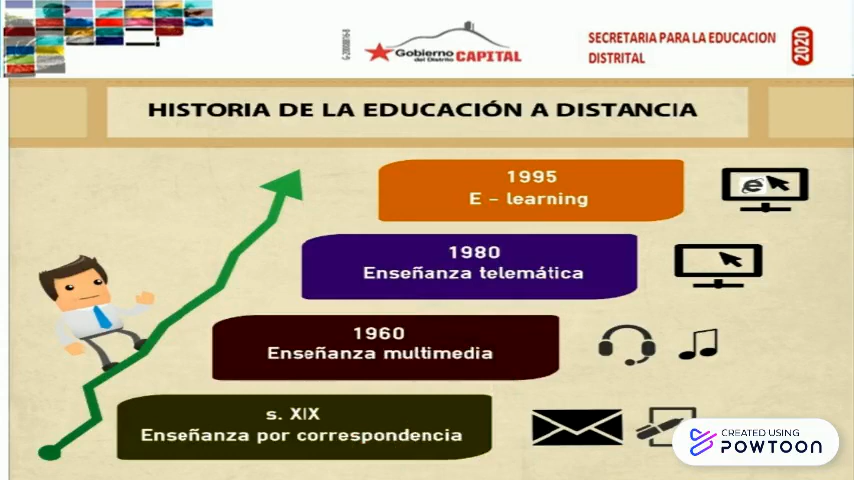 Gobierno
del Distrito CAPITAL
SECRETARIA PARA LA EDUCACION
DISTRITAL
2020
HISTORIA DE LA EDUCACIÓN A DISTANCIA
1995
E – learning
1980
Enseñanza telemática
1960
Enseñanza multimedia
s. XIX
Enseñanza por correspondencia
CREATED USING
POWTOON